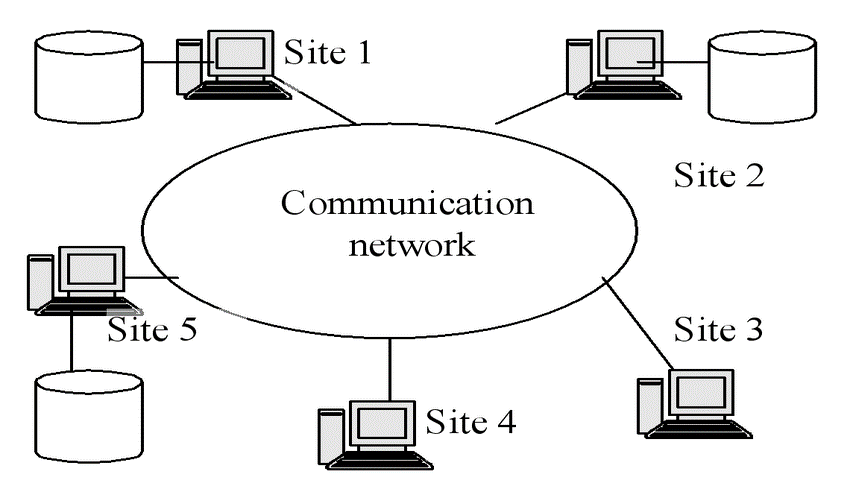 Site 1
Site 2
Communication
network
Site 5
Site 3
Site 4